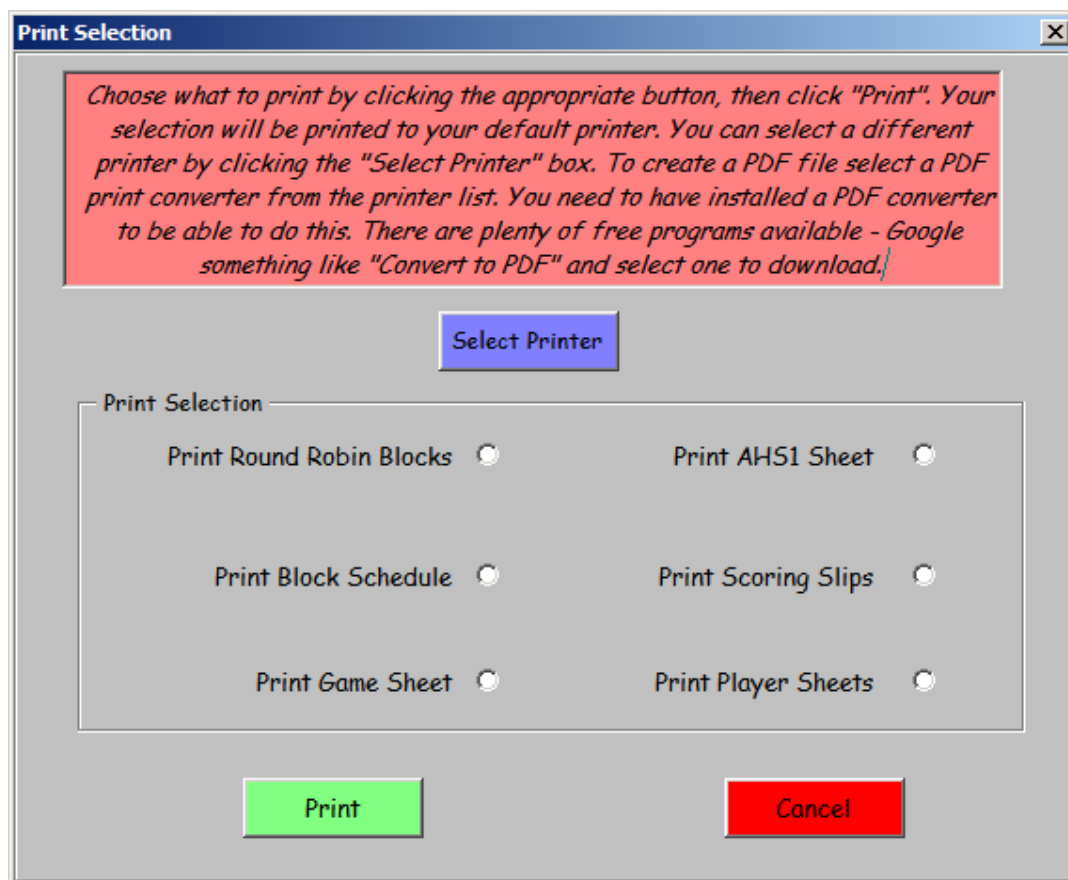 Print Selection
Choose what to print by clicking the appropriate button, then click "Print". Your
selection will be printed to your default printer. You can select a different
printer by clicking the "Select Printer" box. To create a PDF file select a PDF
print converter from the printer list. You need to have installed a PDF converter
to be able to do this. There are plenty of free programs available - Google
something like "Convert to PDF" and select one to download.
Select Printer
Print Selection
Print Round Robin Blocks
Print AHS1 Sheet
Print Block Schedule
Print Scoring Slips
Print Game Sheet
Print Player Sheets
Print
Cancel